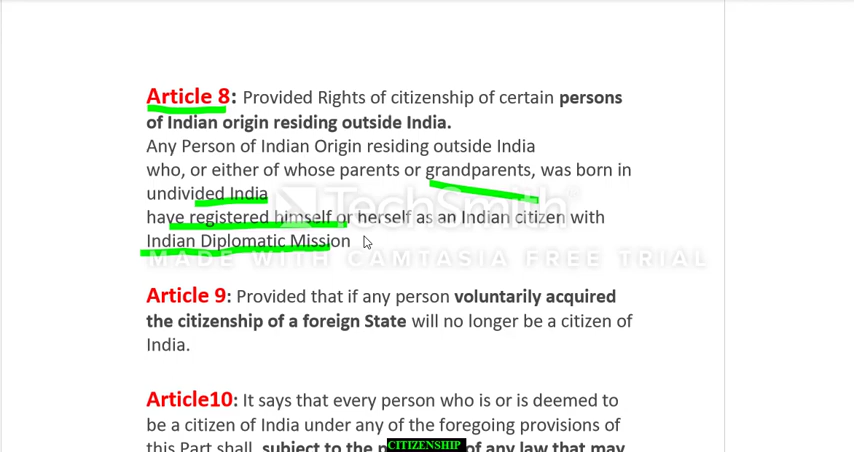 Article 8: Provided Rights of citizenship of certain persons
of Indian origin residing outside India.
Any Person of Indian Origin residing outside India
who, or either of whose parents or grandparents, was born in
undivided India
TechSmith
have registered himself or herself as an Indian citizen with
Indian Diplomatic Mission
MADE WITH CAMTASIA FREE TRIAL
Article 9: Provided that if any person voluntarily acquired
the citizenship of a foreign State will no longer be a citizen of
India.
Article10: It says that every person who is or is deemed to
be a citizen of India under any of the foregoing provisions of
this Part shall, subject to the of any law that may
CITIZENSHIP